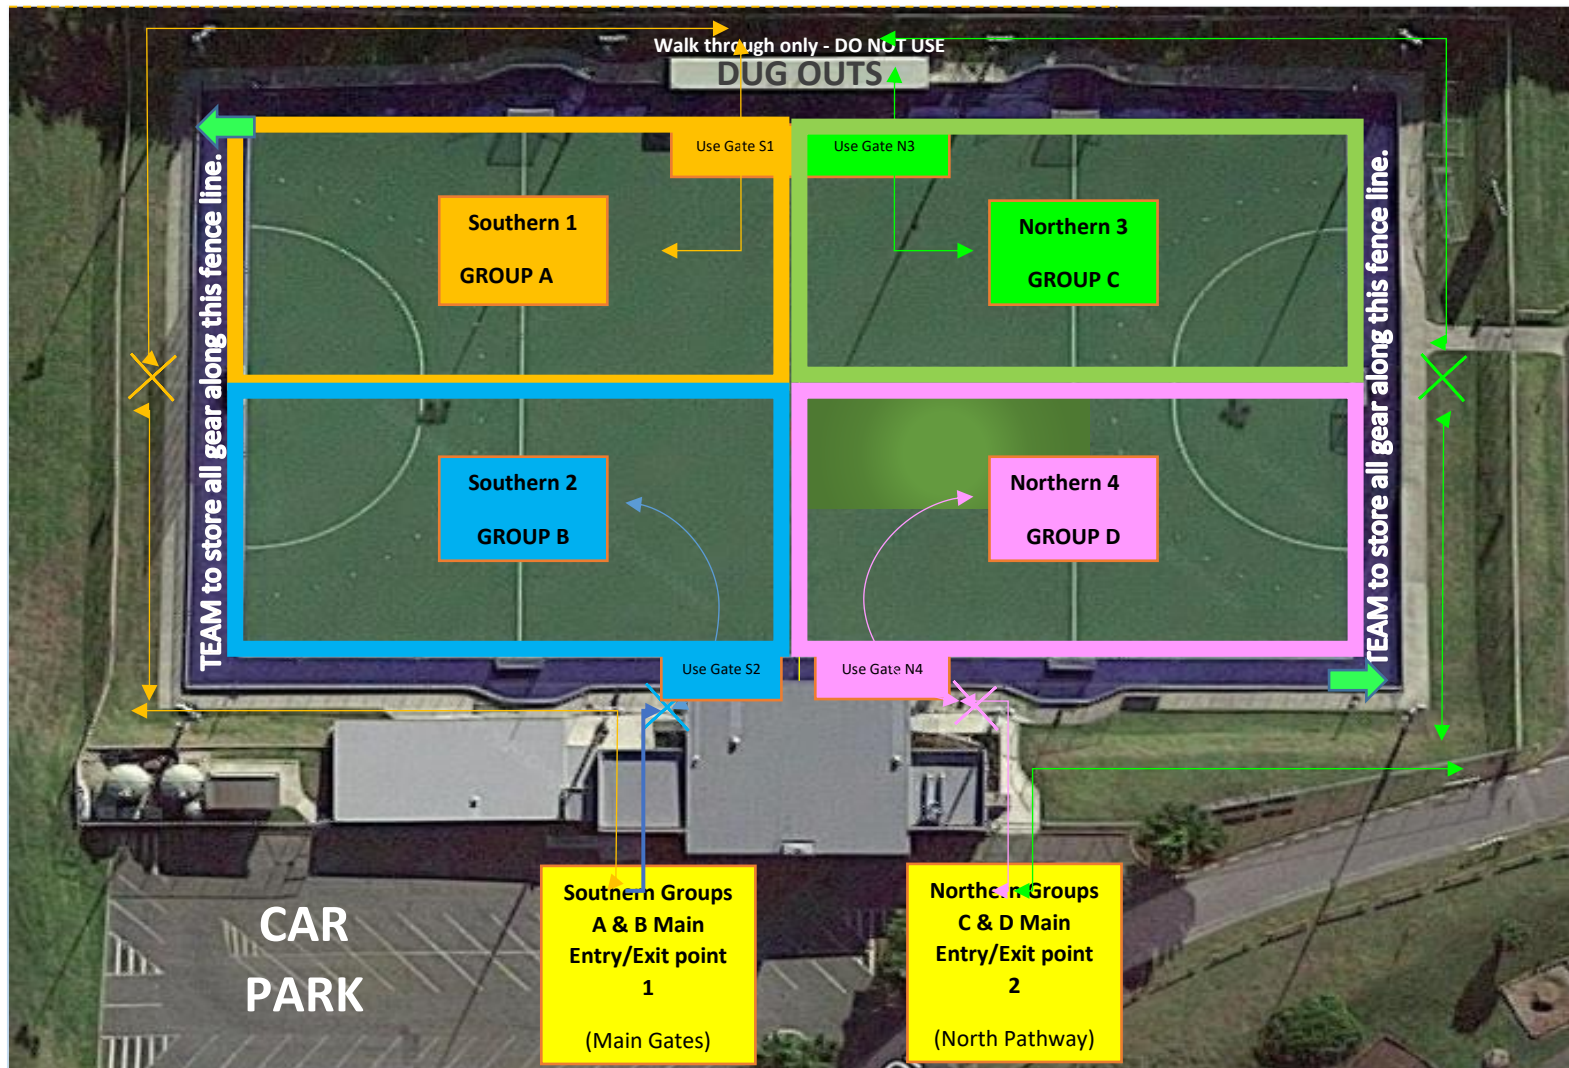 Walk through only - DO NOT USE
DUG OUTS
Use Gate S1
Use Gate N3
TEAM to store all gear along this fence line.
Southern 1
GROUP A
Northern 3
GROUP C
TEAM to store all gear along this fence line.
Southern 2
GROUP B
Northern 4
GROUP D
Use Gate S2
Use Gate N4
CAR
PARK
Southern Groups
A & B Main
Entry/Exit point
1
(Main Gates)
Northern Groups
C & D Main
Entry/Exit point
2
(North Pathway)